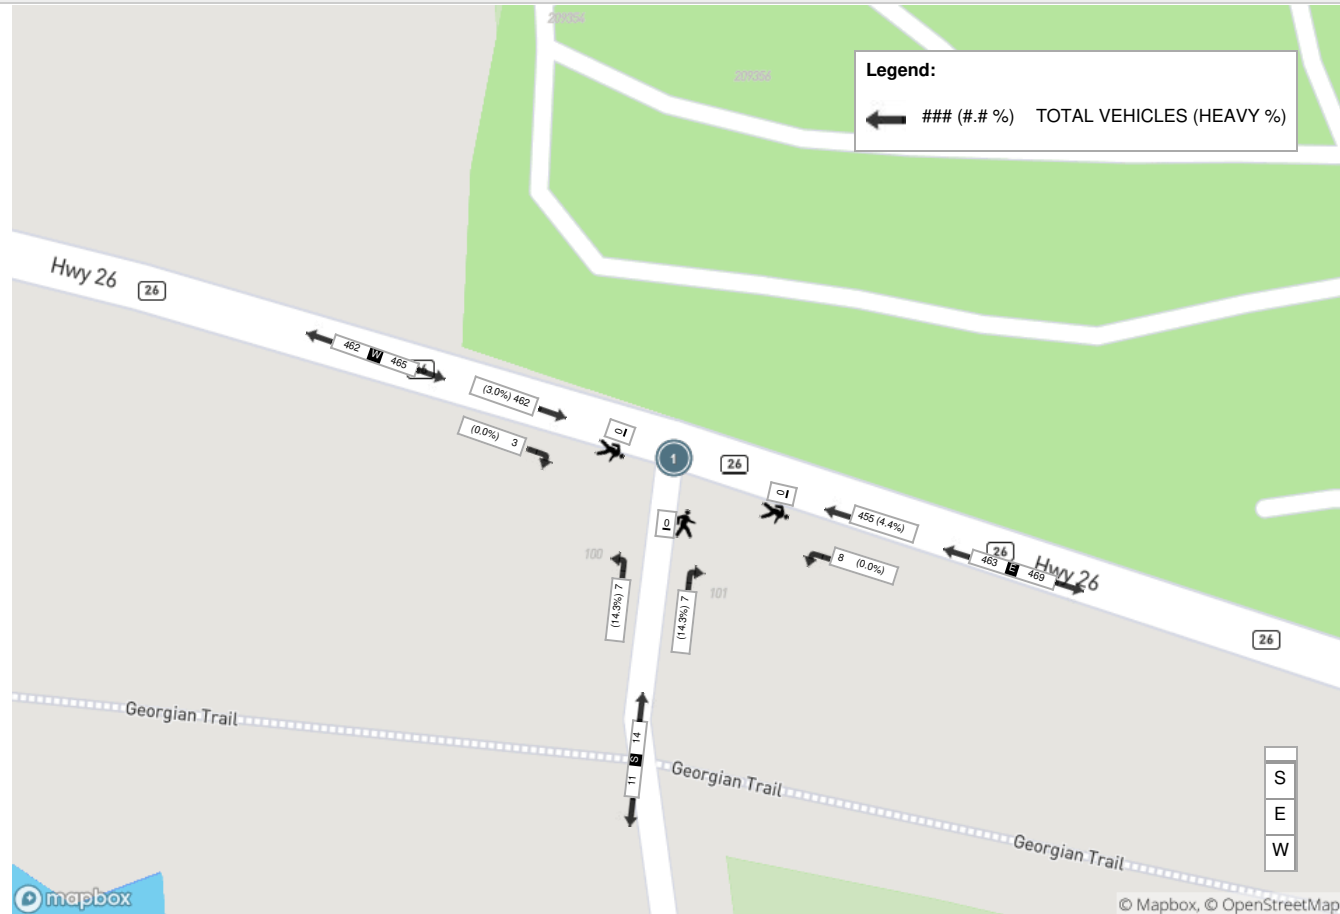 209354
209356
Legend:
### (#.# %) TOTAL VEHICLES (HEAVY %)
Hwy 26
26
462 W 465
(3.0%) 462
(0.0%) 3
0
1
26
0
455 (4.4%)
0
26
Hwy 26
463 E 469
8 (0.0%)
100
(14.3%) 7
(14.3%) 7
101
26
Georgian Trail
14
S
11
Georgian Trail
Georgian Trail
S
E
W
mapbox
© Mapbox, © OpenStreetMap